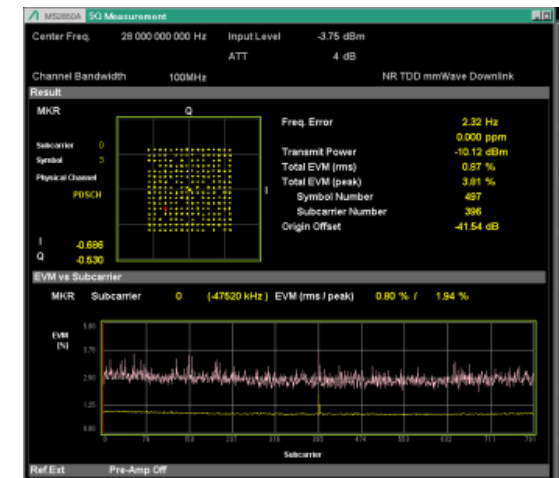 MS2850A 5G Measurement
Center Freq. 28 000 000 000 Hz Input Level -3.75 dBm
ATT 4 dB
Channel Bandwidth 100MHz NR TDD mmWave Downlink
Result
MKR Q
Freq. Error 2.32 Hz
0.000 ppm
Subcarrier 0
Transmit Power -10.12 dBm
Symbol 3
Total EVM (rms) 0.87 %
Physical Channel
Total EVM (peak) 3.81 %
PDSCH I
Symbol Number 497
Subcarrier Number 396
Origin Offset -41.54 dB
I -0.686
Q -0.530
EVM vs Subcarrier
MKR Subcarrier 0 (-47520 kHz) EVM (rms / peak) 0.80 % / 1.94 %
EVM
[%]
5.00
3.75
2.50
1.25
0.00
0 79 158 237 316 395 474 553 632 711 791
Subcarrier
Ref.Ext Pre-Amp Off